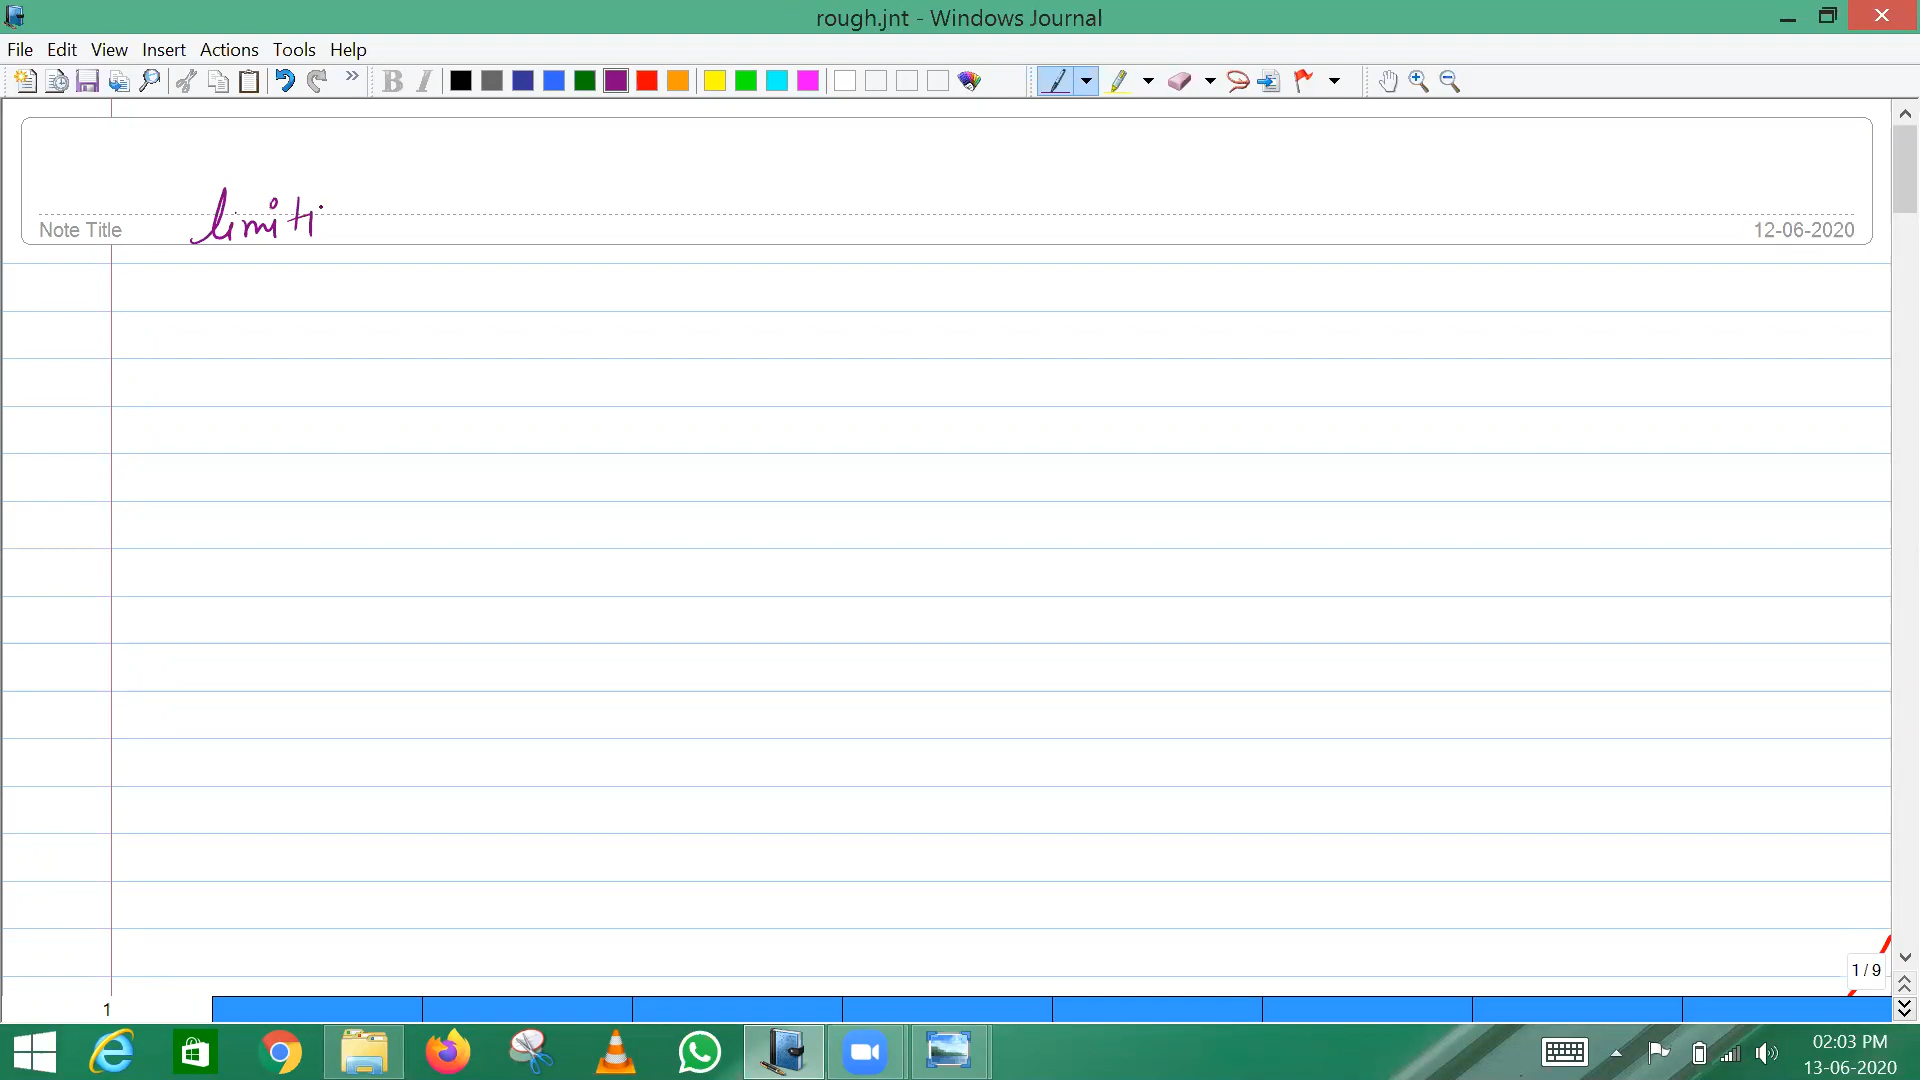 rough.jnt - Windows Journal
File Edit View Insert Actions Tools Help
B I
limiti
Note Title
12-06-2020
1 / 9
1
02:03 PM
13-06-2020